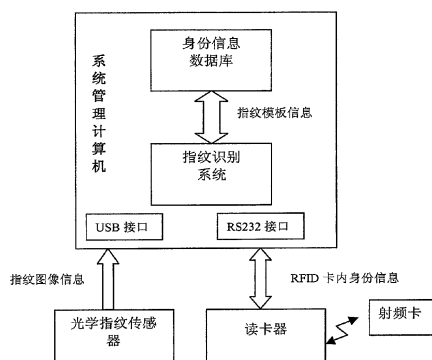 系
统
管
理
计
算
机
身份信息
数据库
指纹模板信息
指纹识别
系统
USB 接口
RS232 接口
指纹图像信息
RFID 卡内身份信息
光学指纹传感
器
读卡器
射频卡